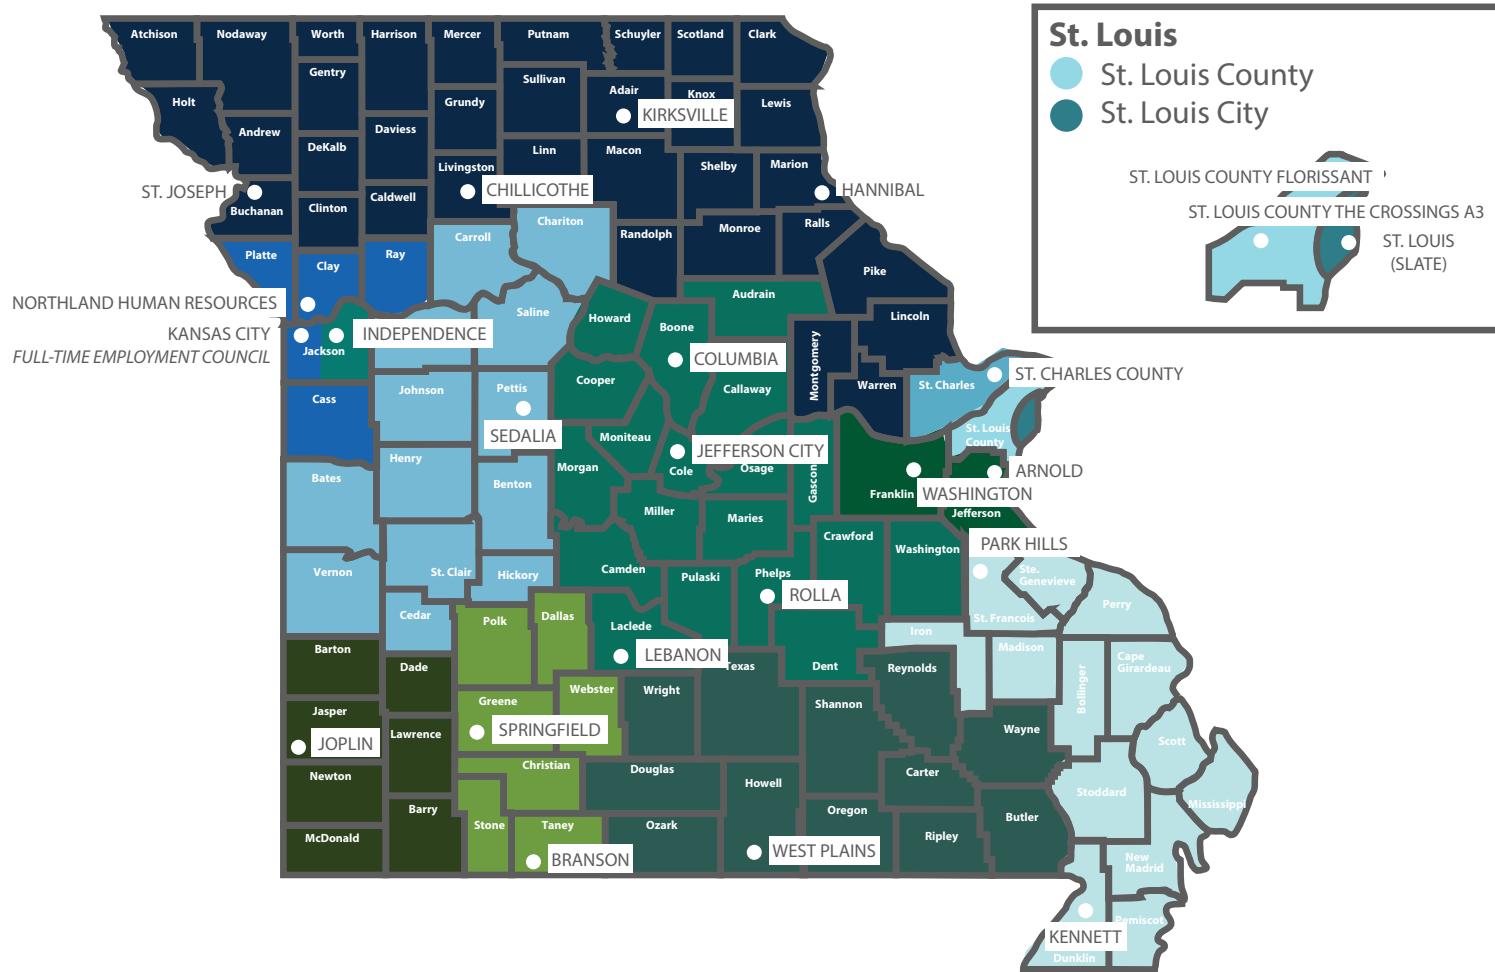 Atchison
Nodaway
Worth
Harrison
Mercer
Putnam
Schuyler
Scotland
Clark
St. Louis
St. Louis County
St. Louis City
ST. LOUIS COUNTY FLORISSANT
ST. LOUIS COUNTY THE CROSSINGS A3
ST. LOUIS
(SLATE)
Gentry
Sullivan
Adair
Knox
Holt
Grundy
Lewis
KIRKSVILLE
Andrew
Daviess
DeKalb
Linn
Macon
Livingston
Shelby
Marion
ST. JOSEPH
CHILLICOTHE
HANNIBAL
Buchanan
Clinton
Caldwell
Chariton
Carroll
Randolph
Monroe
Ralls
Platte
Clay
Ray
Pike
Audrain
NORTHLAND HUMAN RESOURCES
Saline
Howard
Boone
Lincoln
KANSAS CITY
INDEPENDENCE
FULL-TIME EMPLOYMENT COUNCIL
Jackson
COLUMBIA
Montgomery
ST. CHARLES COUNTY
Cooper
Callaway
Warren
St. Charles
Cass
Johnson
Pettis
SEDALIA
Moniteau
St. Louis
County
JEFFERSON CITY
Henry
Morgan
Cole
Osage
Gascon
ARNOLD
Bates
Benton
Franklin
WASHINGTON
Miller
Maries
Jefferson
Crawford
Washington
PARK HILLS
Vernon
St. Clair
Hickory
Camden
Pulaski
Phelps
Ste.
Genevieve
ROLLA
Perry
Cedar
Polk
Dallas
Laclede
St. Francois
Iron
Barton
Dade
LEBANON
Texas
Dent
Reynolds
Madison
Cape
Girardeau
Bollinger
Greene
Webster
Wright
Shannon
Jasper
Lawrence
SPRINGFIELD
Wayne
Scott
JOPLIN
Christian
Douglas
Carter
Newton
Howell
Stoddard
Mississippi
Barry
Stone
Taney
Ozark
Oregon
Ripley
Butler
McDonald
BRANSON
WEST PLAINS
New
Madrid
Pemiscot
KENNETT
Dunklin